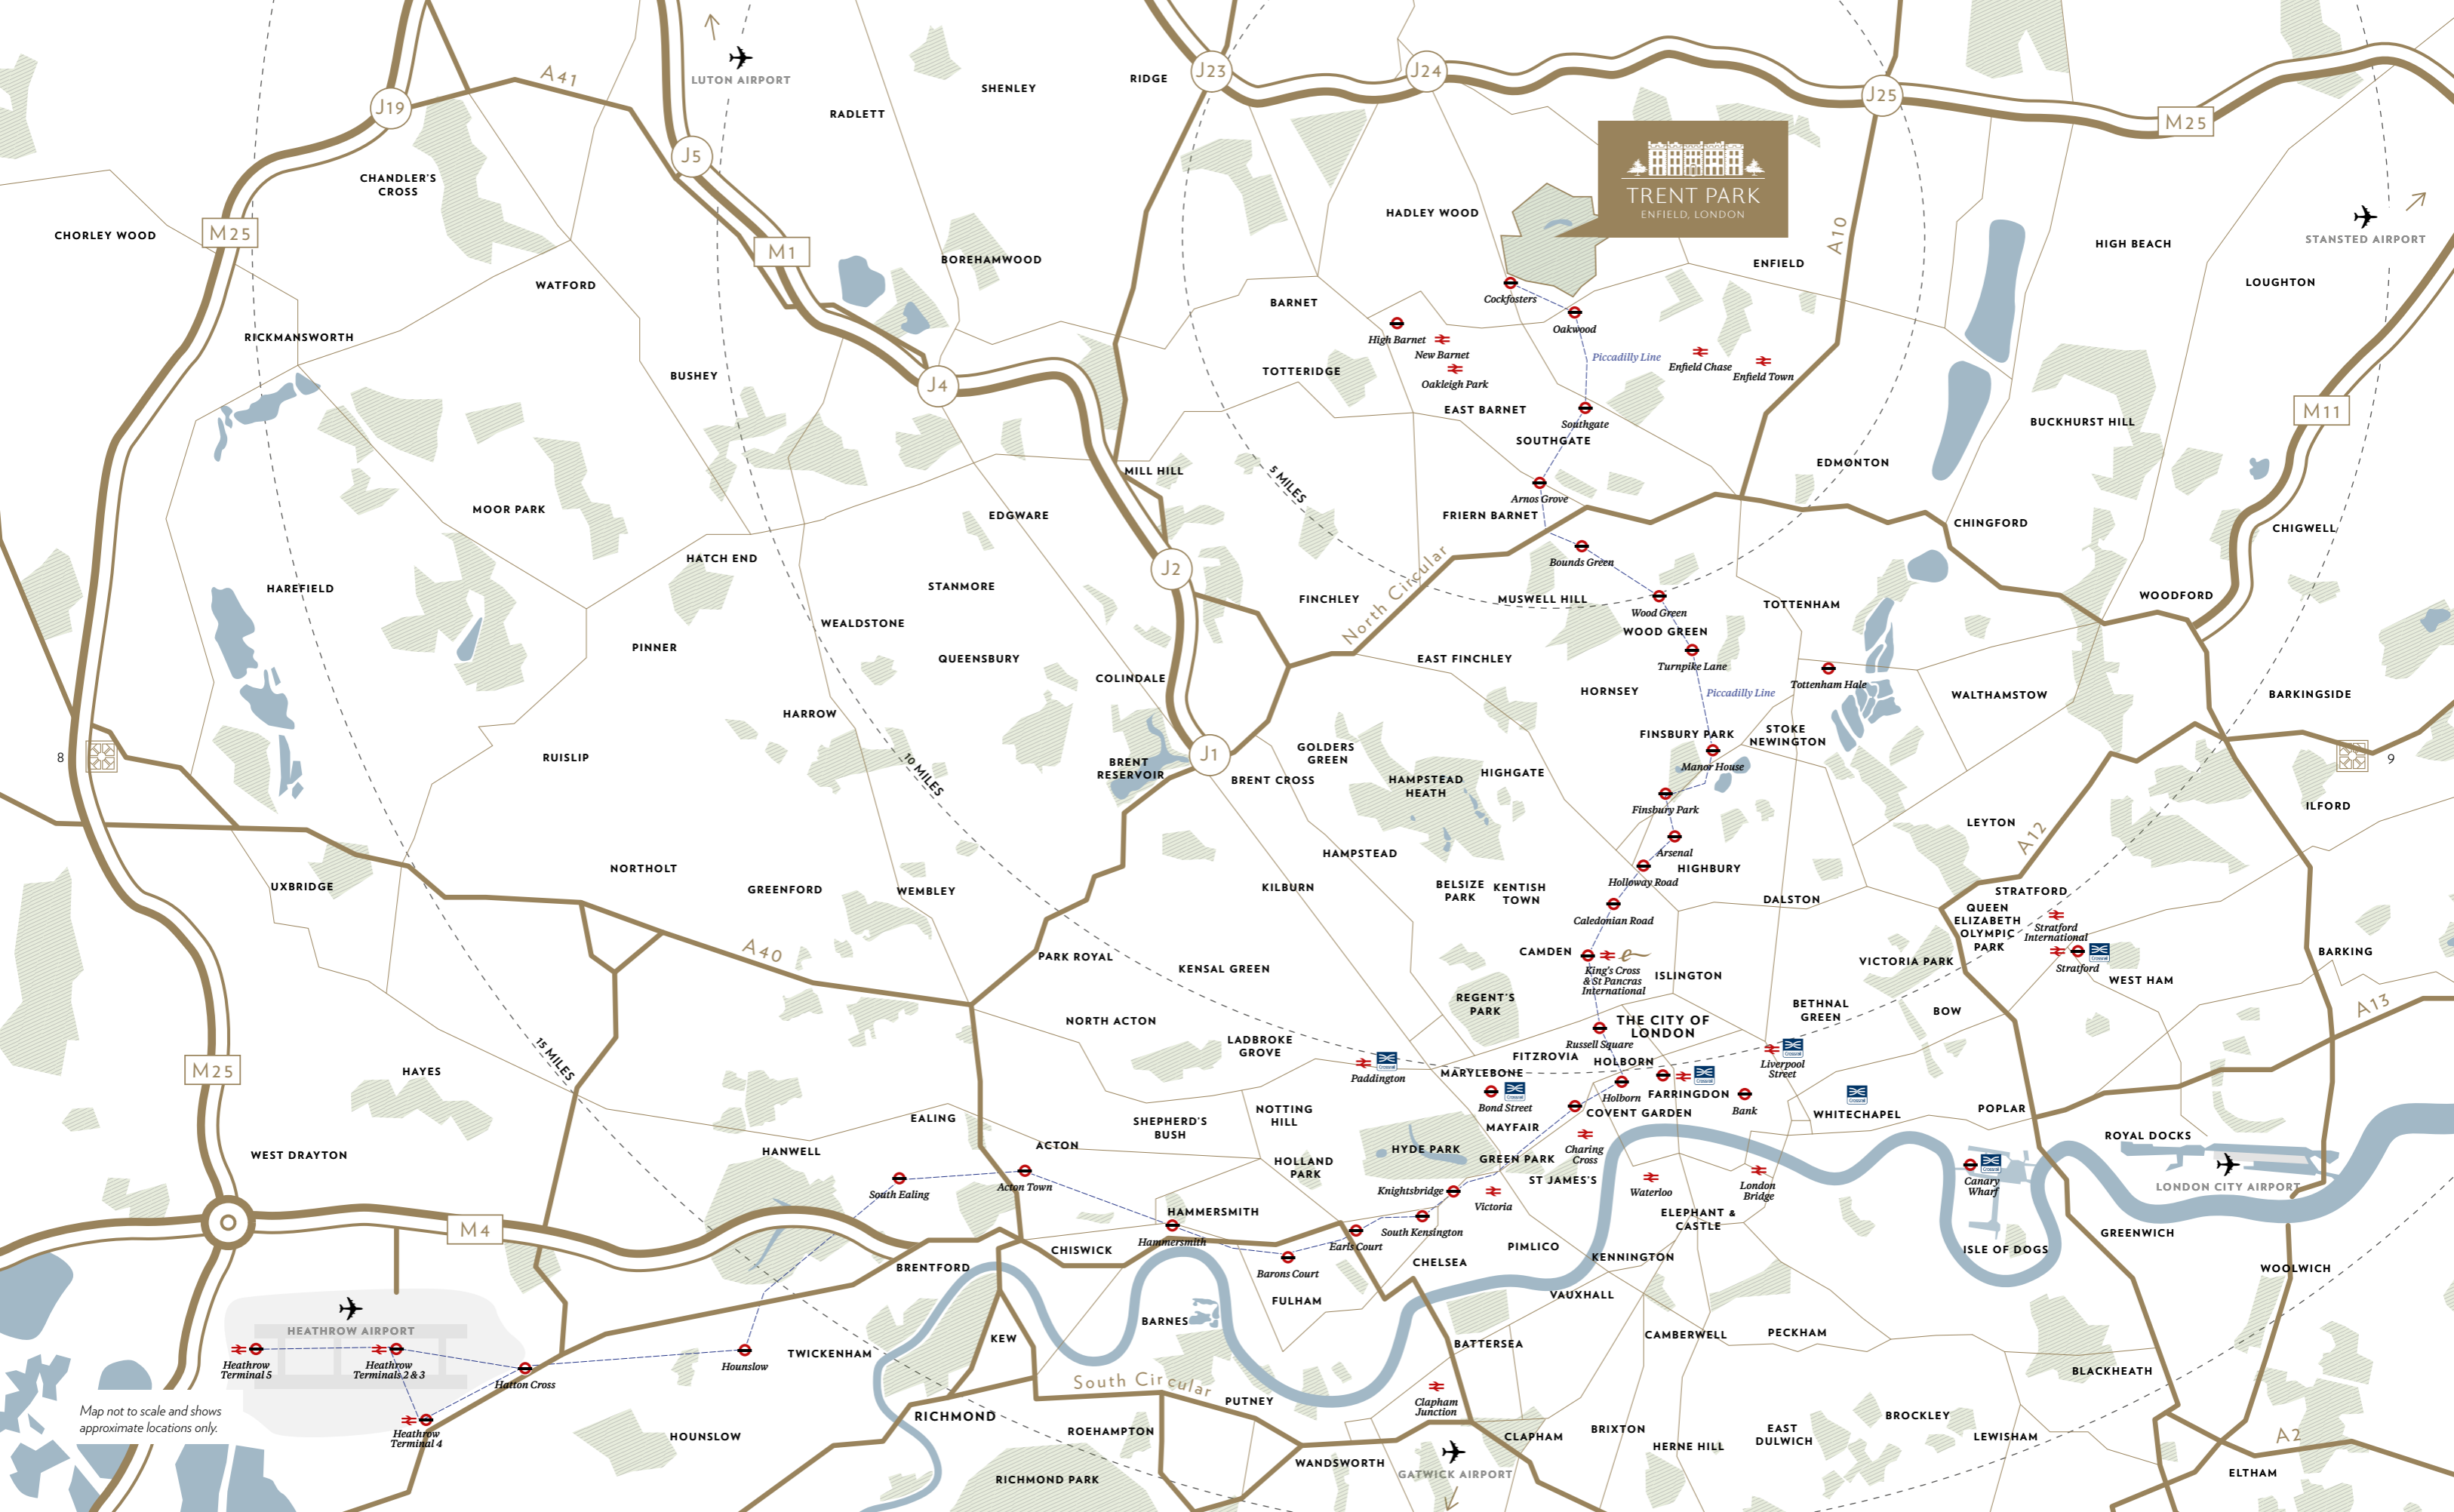 J19
A41
LUTON AIRPORT
J5
RADLETT
SHENLEY
RIDGE
J23
J24
J25
M25
CHANDLER'S
CROSS
TRENT PARK
ENFIELD, LONDON
HADLEY WOOD
A10
STANSTED AIRPORT
HIGH BEACH
CHORLEY WOOD
M25
M1
BOREHAMWOOD
ENFIELD
LOUGHTON
WATFORD
BARNET
Cockfosters
Oakwood
RICKMANSWORTH
High Barnet
New Barnet
Oakleigh Park
Piccadilly Line
Enfield Chase
Enfield Town
BUSHEY
J4
TOTTERIDGE
EAST BARNET
Southgate
SOUTHGATE
M11
BUCKHURST HILL
MILL HILL
5 MILES
EDMONTON
MOOR PARK
EDGWARE
Arnos Grove
FRIERN BARNET
CHINGFORD
CHIGWELL
HATCH END
J2
North Circular
Bounds Green
HAREFIELD
STANMORE
FINCHLEY
MUSWELL HILL
Wood Green
WOOD GREEN
TOTTENHAM
WOODFORD
WEALDSTONE
PINNER
QUEENSBURY
COLINDALE
EAST FINCHLEY
Turnpike Lane
Tottenham Hale
HORNSEY
Piccadilly Line
WALTHAMSTOW
BARKINGSIDE
HARROW
8
RUISLIP
10 MILES
BRENT
RESERVOIR
J1
BRENT CROSS
GOLDERS
GREEN
HAMPSTEAD
HEATH
HIGHGATE
FINSBURY PARK
STOKE
NEWINGTON
Manor House
9
Finsbury Park
LEYTON
A12
ILFORD
HAMPSTEAD
Arsenal
Holloway Road
HIGHBURY
UXBRIDGE
NORTHOLT
GREENFORD
WEMBLEY
KILBURN
BELSIZE
PARK
KENTISH
TOWN
Caledonian Road
DALSTON
STRATFORD
QUEEN
ELIZABETH
OLYMPIC
PARK
Stratford
International
Stratford
A40
PARK ROYAL
KENSAL GREEN
CAMDEN
King's Cross
& St Pancras
International
ISLINGTON
VICTORIA PARK
WEST HAM
BARKING
REGENT'S
PARK
BETHNAL
GREEN
BOW
A13
15 MILES
NORTH ACTON
LADBROKE
GROVE
Russell Square
THE CITY OF
LONDON
HAYES
M25
Paddington
MARYLEBONE
FITZROVIA
HOLBORN
Liverpool
Street
Bond Street
Holborn
FARRINGDON
Bank
COVENT GARDEN
WHITECHAPEL
POPLAR
EALING
SHEPHERD'S
BUSH
NOTTING
HILL
MAYFAIR
ROYAL DOCKS
WEST DRAYTON
HANWELL
ACTON
HOLLAND
PARK
HYDE PARK
GREEN PARK
Charing
Cross
ST JAMES'S
South Ealing
Acton Town
Knightsbridge
Victoria
Waterloo
London
Bridge
Canary
Wharf
LONDON CITY AIRPORT
M4
HAMMERSMITH
Hammersmith
Earls Court
South Kensington
ELEPHANT &
CASTLE
CHISWICK
Barons Court
CHELSEA
PIMLICO
KENNINGTON
ISLE OF DOGS
GREENWICH
BRENTFORD
WOOLWICH
FULHAM
VAUXHALL
HEATHROW AIRPORT
BARNES
KEW
BATTERSEA
CAMBERWELL
PECKHAM
Heathrow
Terminal 5
Heathrow
Terminals 2 & 3
Hatton Cross
Hounslow
TWICKENHAM
BLACKHEATH
South Circular
PUTNEY
Clapham
Junction
Map not to scale and shows
approximate locations only.
Heathrow
Terminal 4
RICHMOND
ROEHAMPTON
HOUNSLOW
CLAPHAM
BRIXTON
HERNE HILL
EAST
DULWICH
BROCKLEY
LEWISHAM
A2
WANDSWORTH
GATWICK AIRPORT
RICHMOND PARK
ELTHAM